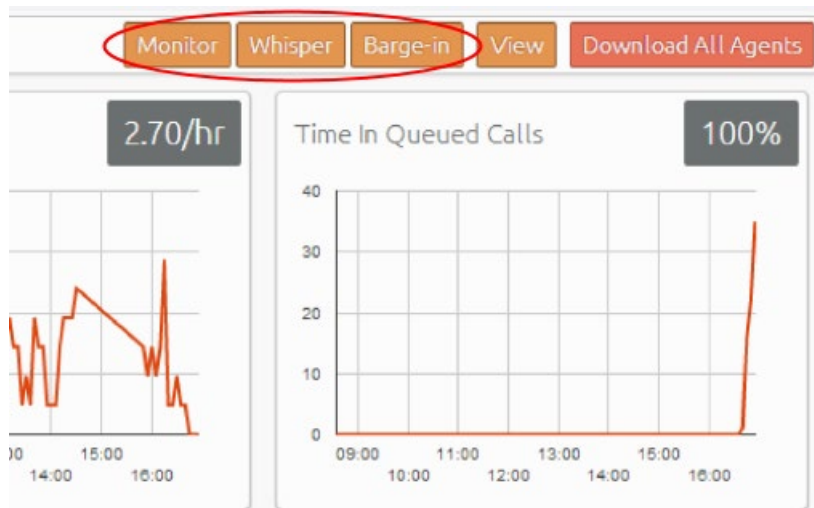 Monitor Whisper Barge-in View Download All Agents
2.70/hr
15:00
14:00 16:00
Time In Queued Calls 100%
40
30
20
10
0
09:00 11:00 13:00 15:00
10:00 12:00 14:00 16:00